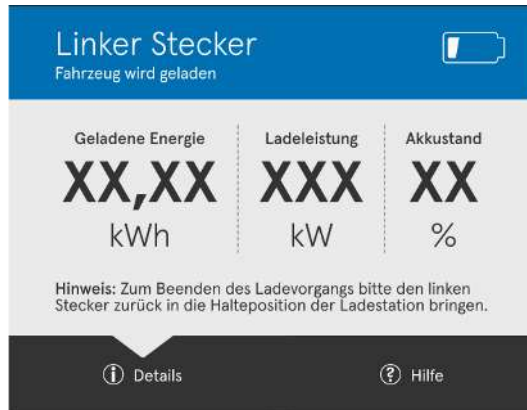 Linker Stecker
Fahrzeug wird geladen
Geladene Energie
XX,XX
kWh
Ladeleistung
XXX
kW
Akkustand
XX
%
Hinweis: Zum Beenden des Ladevorgangs bitte den linken
Stecker zurück in die Halteposition der Ladestation bringen.
Details
Hilfe